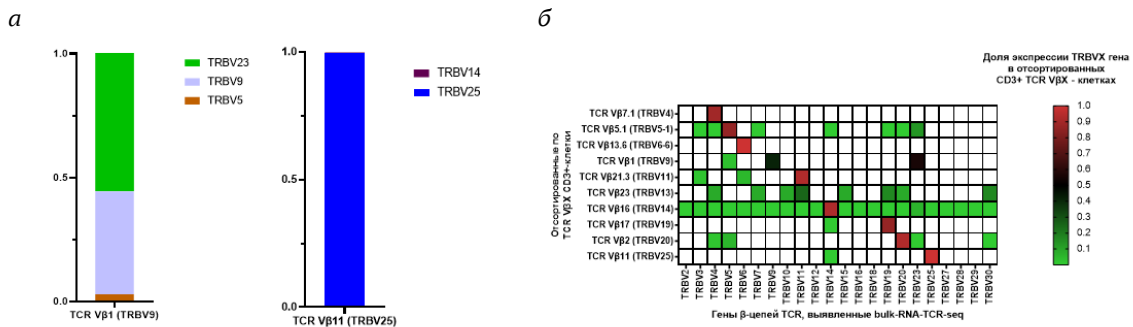 а
1.0
0.5
0.0
TCR Vβ1 (TRBV9)
TRBV23
TRBV9
TRBV5
1.0
0.5
0.0
TCR Vβ11 (TRBV25)
TRBV14
TRBV25
б
Отсортированные по
TCR VβX CD3+-клетки
TCR Vβ7.1 (TRBV4)
TCR Vβ5.1 (TRBV5-1)
TCR Vβ13.6 (TRBV6-6)
TCR Vβ1 (TRBV9)
TCR Vβ21.3 (TRBV11)
TCR Vβ23 (TRBV13)
TCR Vβ16 (TRBV14)
TCR Vβ17 (TRBV19)
TCR Vβ2 (TRBV20)
TCR Vβ11 (TRBV25)
TRBV2
TRBV3
TRBV4
TRBV5
TRBV6
TRBV7
TRBV9
TRBV10
TRBV11
TRBV12
TRBV14
TRBV15
TRBV16
TRBV18
TRBV19
TRBV20
TRBV23
TRBV25
TRBV27
TRBV28
TRBV29
TRBV30
Гены β-цепей TCR, выявленные bulk-RNA-TCR-seq
Доля экспрессии TRBVX гена
в отсортированных
CD3+ TCR VβX - клетках
1.0
0.9
0.8
0.7
0.6
0.5
0.4
0.3
0.2
0.1